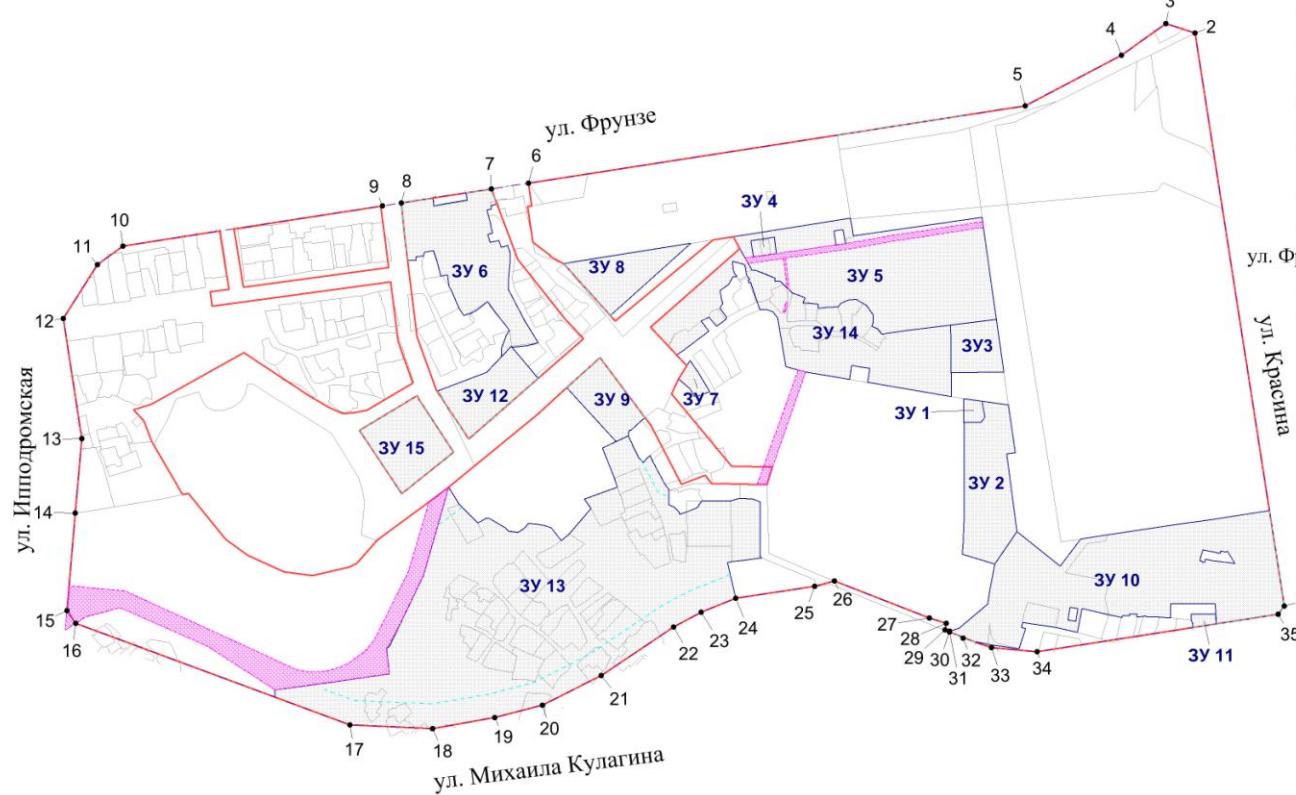 3
2
4
5
ул. Фрунзе
6
7
8
9
10
11
12
13
14
15
16
17
18
19
20
21
22
23
24
25
26
27
28
29
30
31
32
33
34
35
ЗУ 4
ЗУ 6
ЗУ 8
ЗУ 5
ул. Фр
ЗУ 14
ЗУ3
ул. Красина
ЗУ 12
ЗУ 9
ЗУ 7
ЗУ 1
ул. Ипподромская
ЗУ 15
ЗУ 2
ЗУ 13
ЗУ 10
ЗУ 11
ул. Михаила Кулагина